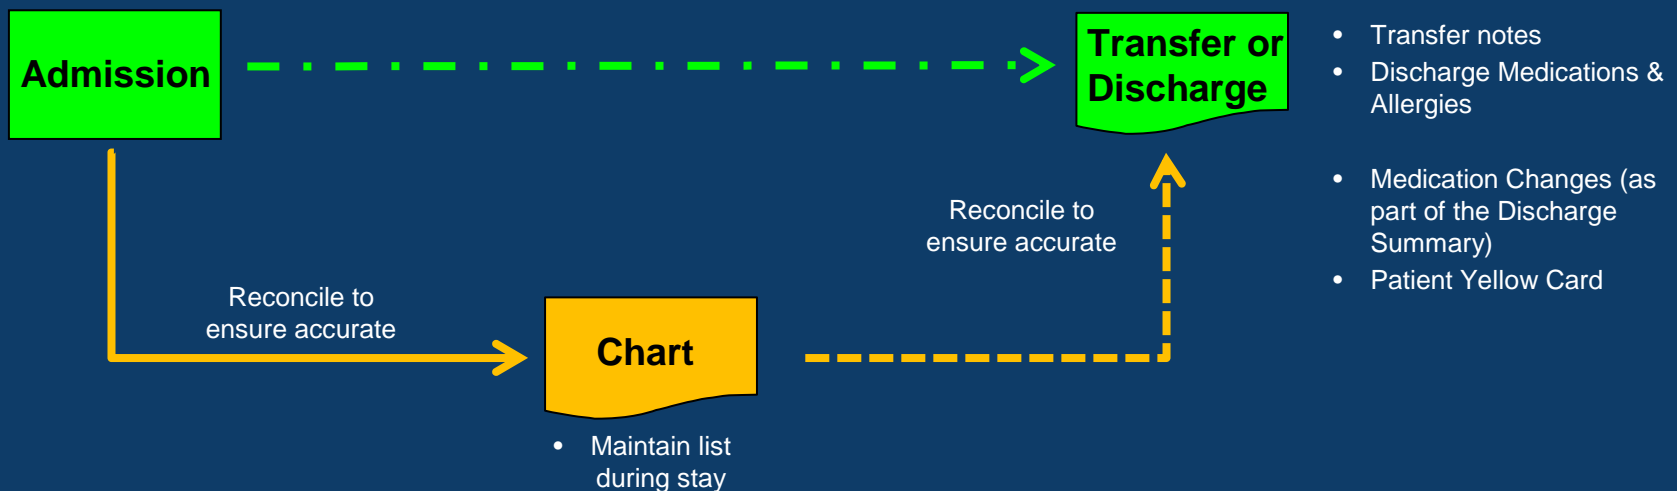 Admission
Transfer or
Discharge
• Transfer notes
• Discharge Medications &
Allergies
• Medication Changes (as
part of the Discharge
Summary)
• Patient Yellow Card
Reconcile to
ensure accurate
Reconcile to
ensure accurate
Chart
• Maintain list
during stay